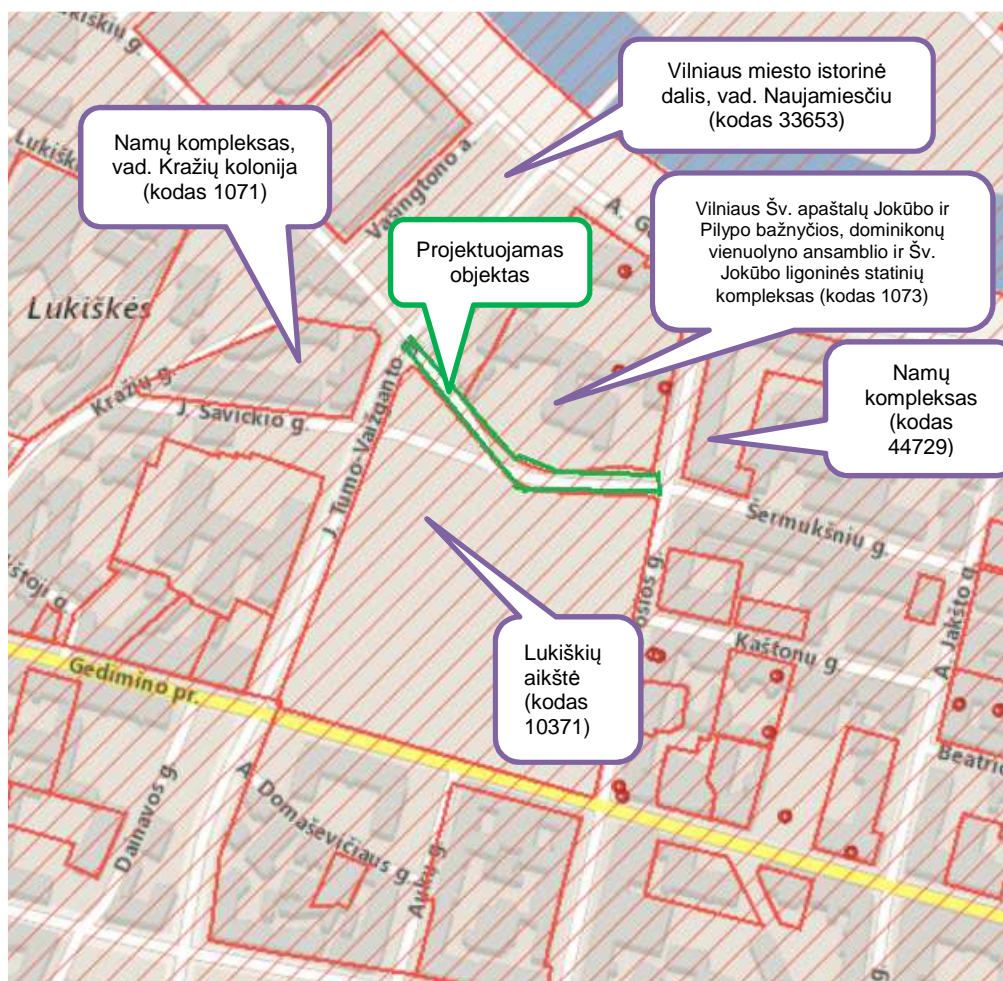 Lukiškių g.
Vilniaus miesto istorinė
dalis, vad. Naujamiesčiu
(kodas 33653)
Namų kompleksas,
vad. Kražių kolonija
(kodas 1071)
Vasingtono a.
A. G
Vilniaus Šv. apaštalų Jokūbo ir
Pilypo bažnyčios, dominikonų
vienuolyno ansamblio ir Šv.
Jokūbo ligoninės statinių
kompleksas (kodas 1073)
Projektuojamas
objektas
Lukiškės
Namų
kompleksas
(kodas
44729)
Kražių g.
J. Savickio g.
J. Tumo-Vaižganto
Šermukšnių g.
osios g.
Kaštonų g.
A. Jakšto g.
Lukiškių
aikštė
(kodas
10371)
Gedimino pr.
Beatric
Dainavos g.
A. Domaševičiaus g.
Aukų g.
g.